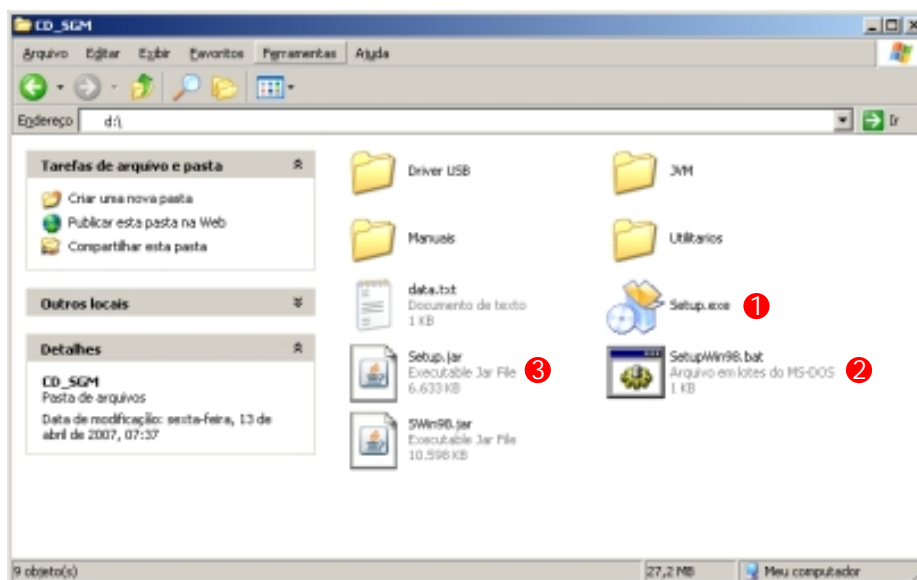 CD_SGM
Arquivo Editar Exibir Favoritos Ferramentas Ajuda
Endereço d:\ Ir
Tarefas de arquivo e pasta
Criar uma nova pasta
Publicar esta pasta na Web
Compartilhar esta pasta
Outros locais
Detalhes
CD_SGM
Pasta de arquivos
Data de modificação: sexta-feira, 13 de
abril de 2007, 07:37
Driver USB
JVM
Manuais
Utilitarios
data.txt
Documento de texto
1 KB
Setup.exe
1
Setup.jar
Executable Jar File
6.633 KB
3
SetupWin98.bat
Arquivo em lotes do MS-DOS
1 KB
2
SWin98.jar
Executable Jar File
10.598 KB
9 objeto(s)
27,2 MB
Meu computador